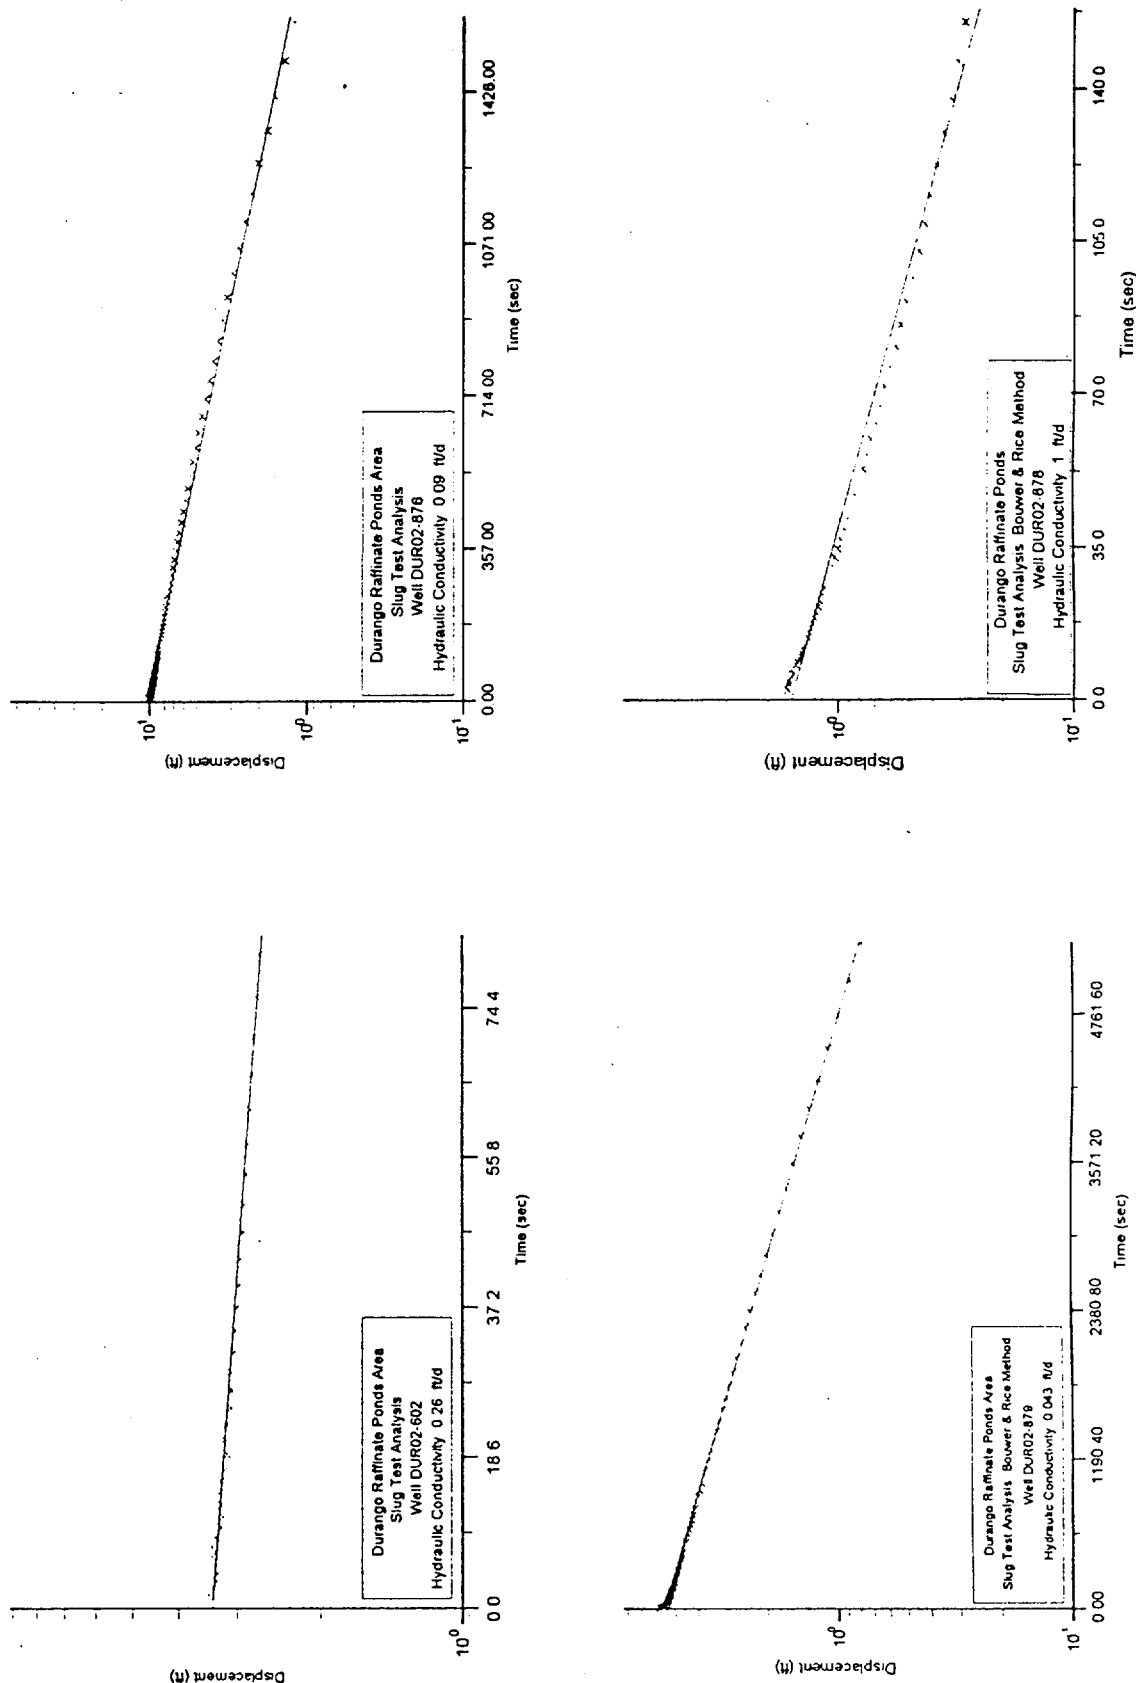 Displacement (ft)
Durango Raffinate Ponds Area
Slug Test Analysis
Well DUR02-602
Hydraulic Conductivity 0 26 ft/d
10⁰
0 0 18 6 37 2 55 8 74 4
Time (sec)
Displacement (ft)
10¹
10⁰
Durango Raffinate Ponds Area
Slug Test Analysis
Well DUR02-876
Hydraulic Conductivity 0 09 ft/d
10⁻¹
0.00 357 00 714 00 1071 00 1428.00
Time (sec)
Displacement (ft)
10⁰
Durango Raffinate Ponds Area
Slug Test Analysis Bouwer & Rice Method
Well DUR02-879
Hydraulic Conductivity 0 043 ft/d
10⁻¹
0 00 1190 40 2380 80 3571 20 4761 60
Time (sec)
Displacement (ft)
10⁰
Durango Raffinate Ponds
Slug Test Analysis Bouwer & Rice Method
Well DUR02-878
Hydraulic Conductivity 1 ft/d
10⁻¹
0 0 35 0 70 0 105 0 140 0
Time (sec)